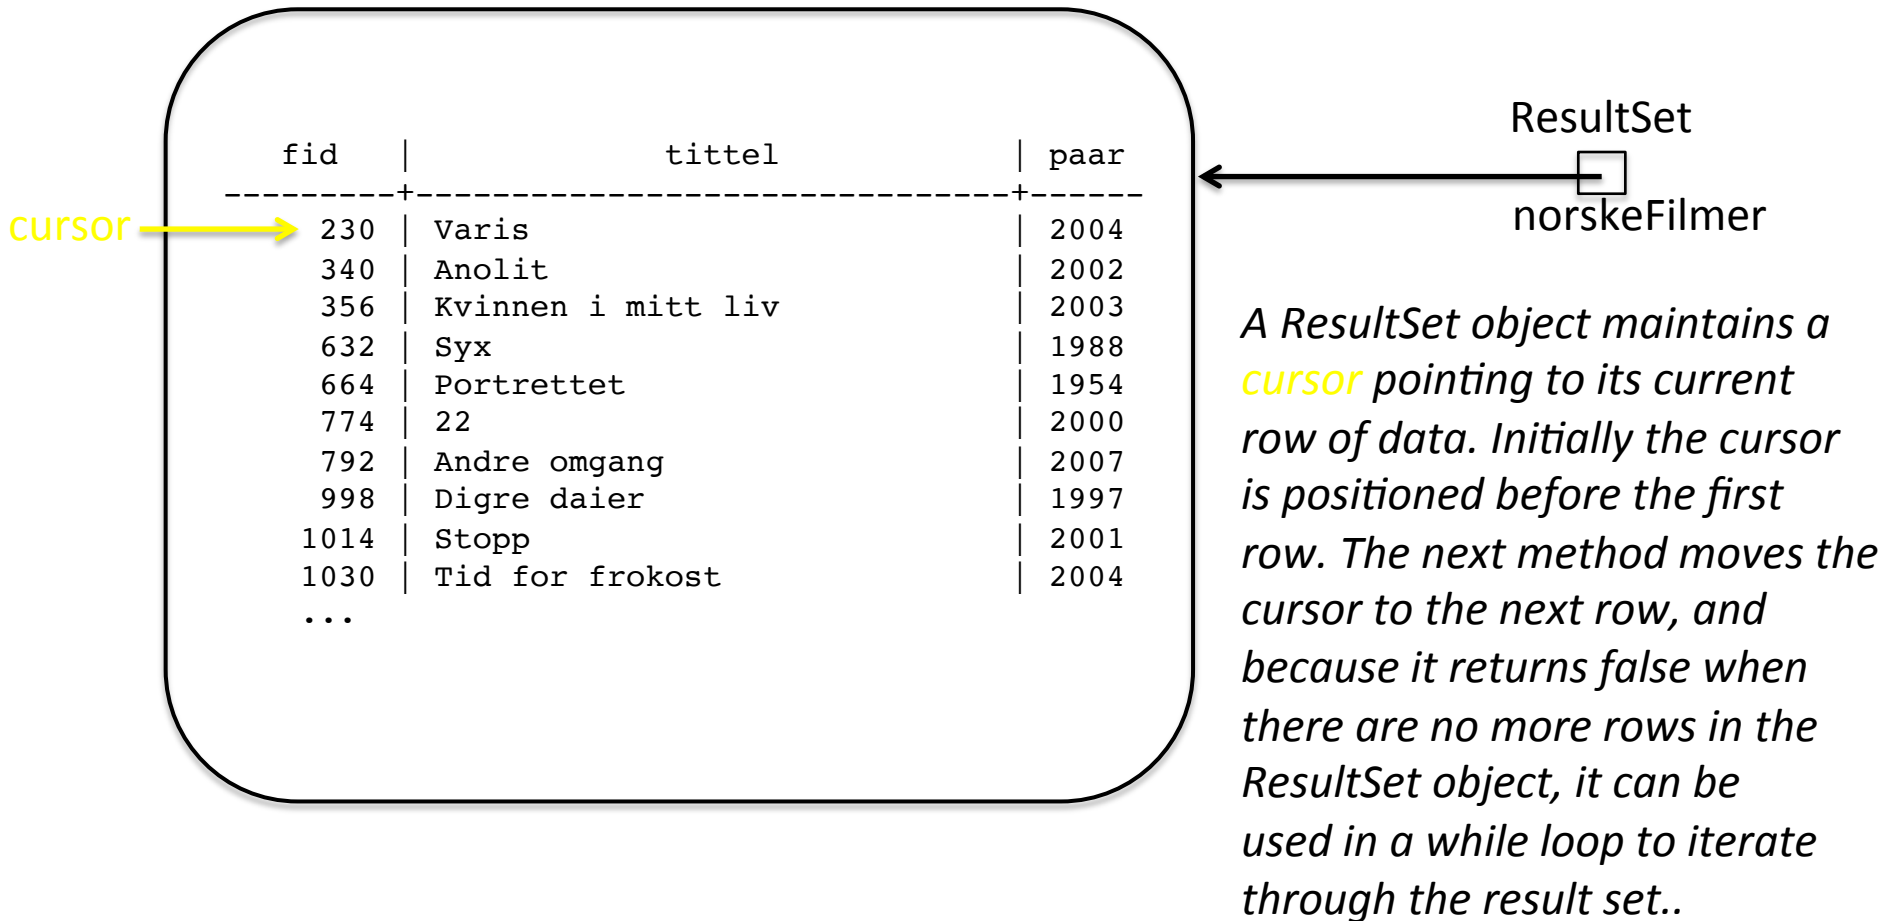 fid | tittel | paar
---------+-------------------------------+------
cursor
230 | Varis | 2004
340 | Anolit | 2002
356 | Kvinnen i mitt liv | 2003
632 | Syx | 1988
664 | Portrettet | 1954
774 | 22 | 2000
792 | Andre omgang | 2007
998 | Digre daier | 1997
1014 | Stopp | 2001
1030 | Tid for frokost | 2004
...
ResultSet
norskeFilmer
A ResultSet object maintains a
cursor pointing to its current
row of data. Initially the cursor
is positioned before the first
row. The next method moves the
cursor to the next row, and
because it returns false when
there are no more rows in the
ResultSet object, it can be
used in a while loop to iterate
through the result set..